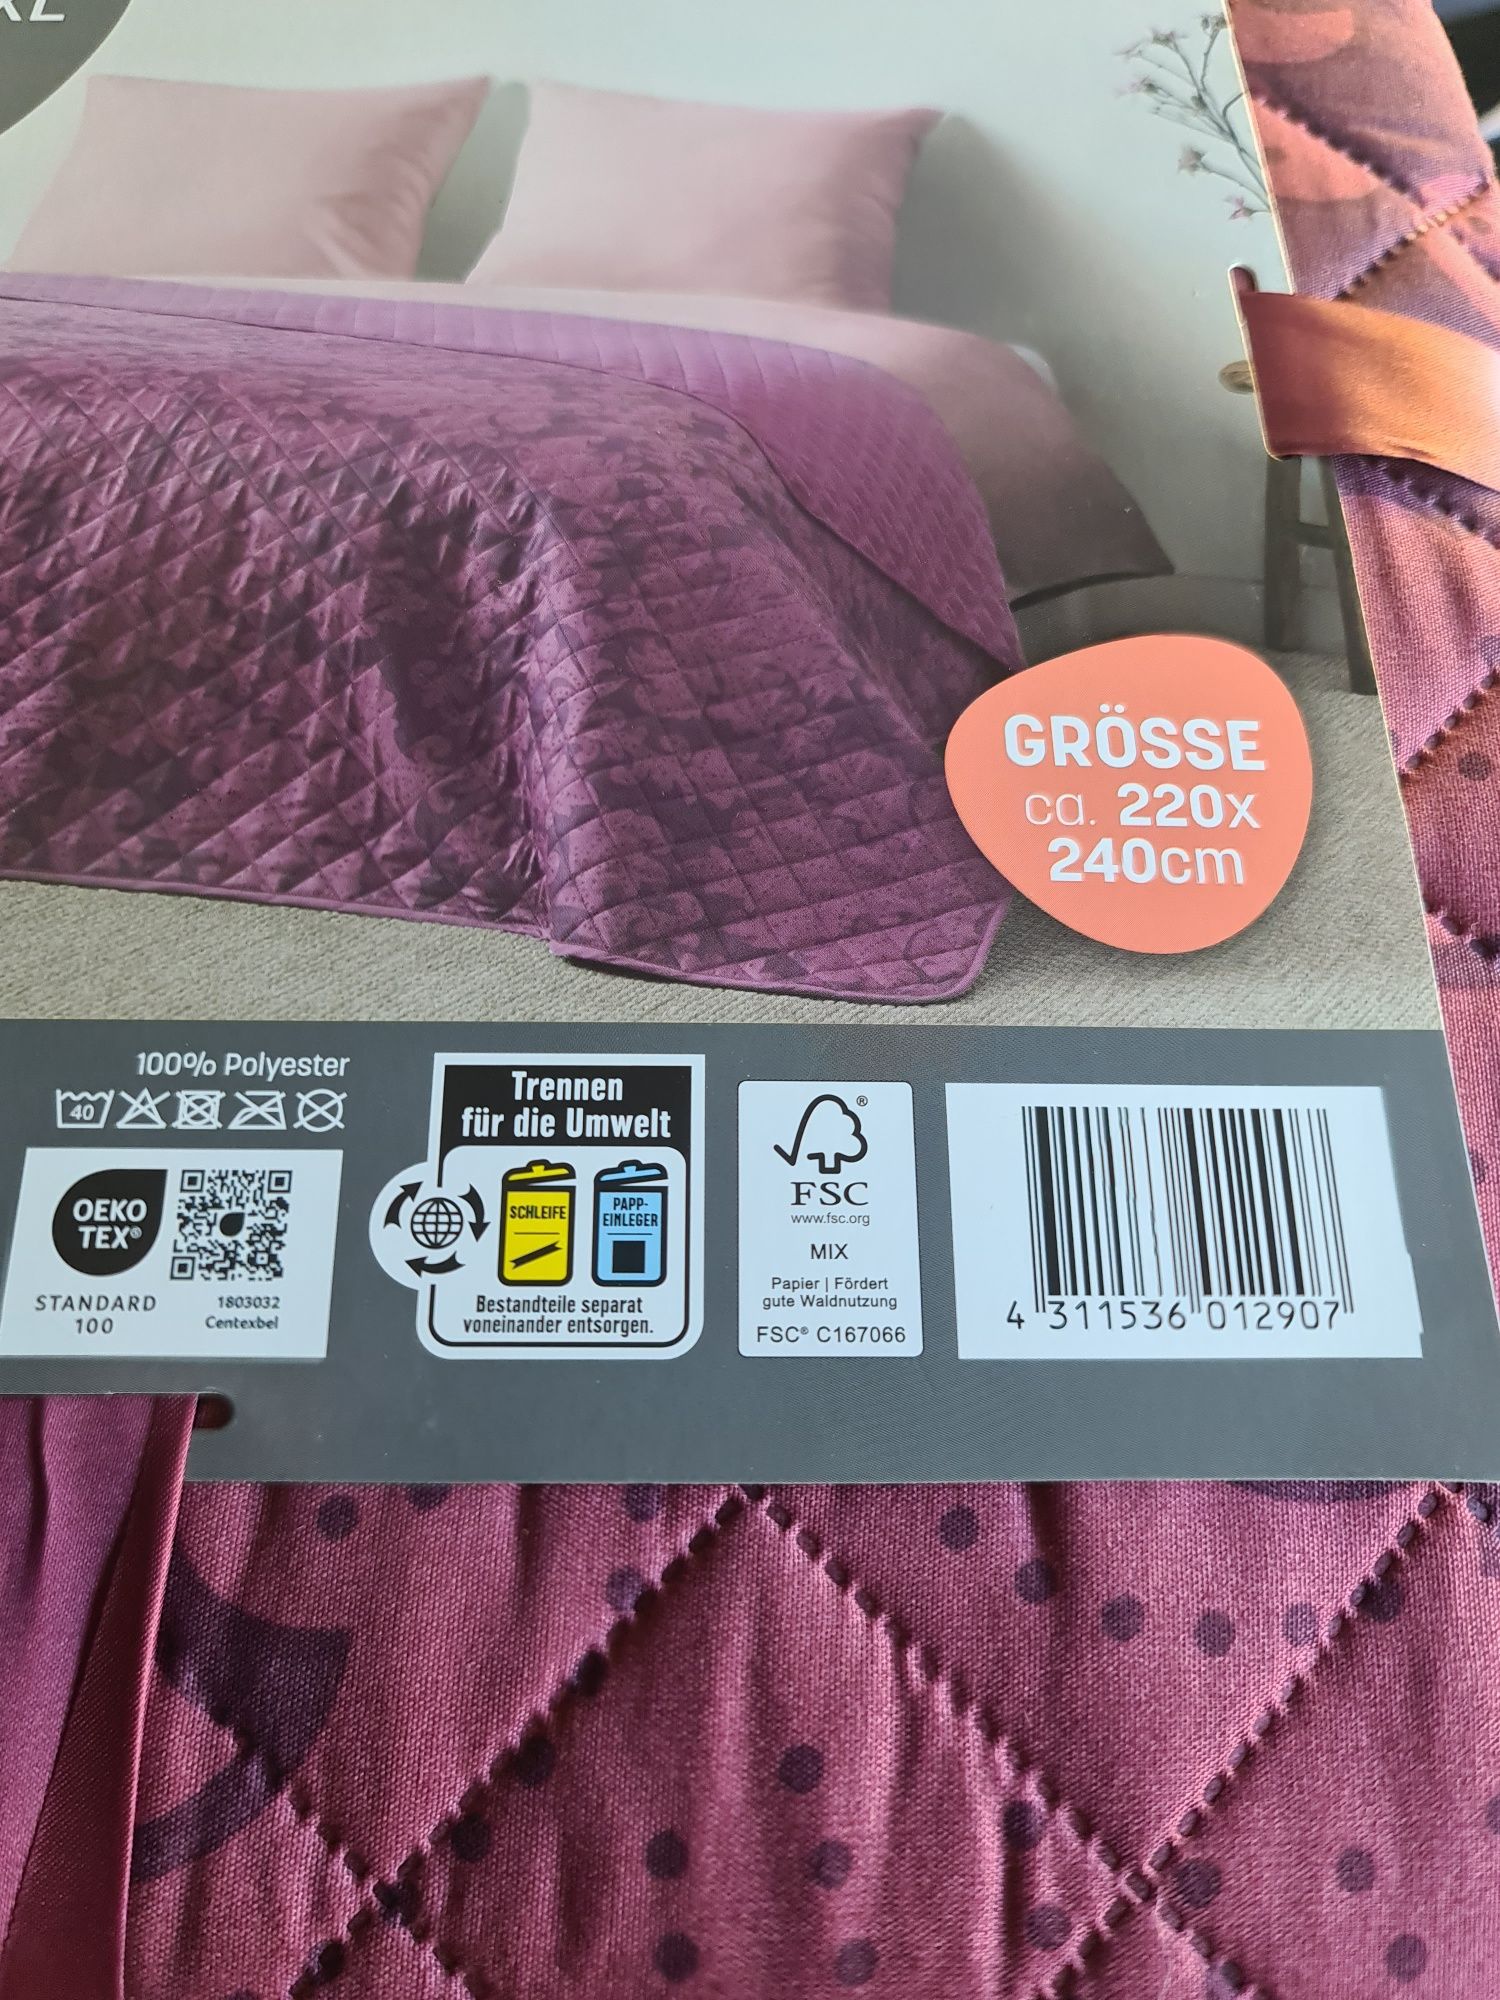 XL
GRÖSSE
ca. 220x
240cm
100% Polyester
40
OEKO
TEX®
STANDARD
100
1803032
Centexbel
Trennen
für die Umwelt
SCHLEIFE
PAPP-
EINLEGER
Bestandteile separat
voneinander entsorgen.
®
FSC
www.fsc.org
MIX
Papier | Fördert
gute Waldnutzung
FSC® C167066
4 311536 012907